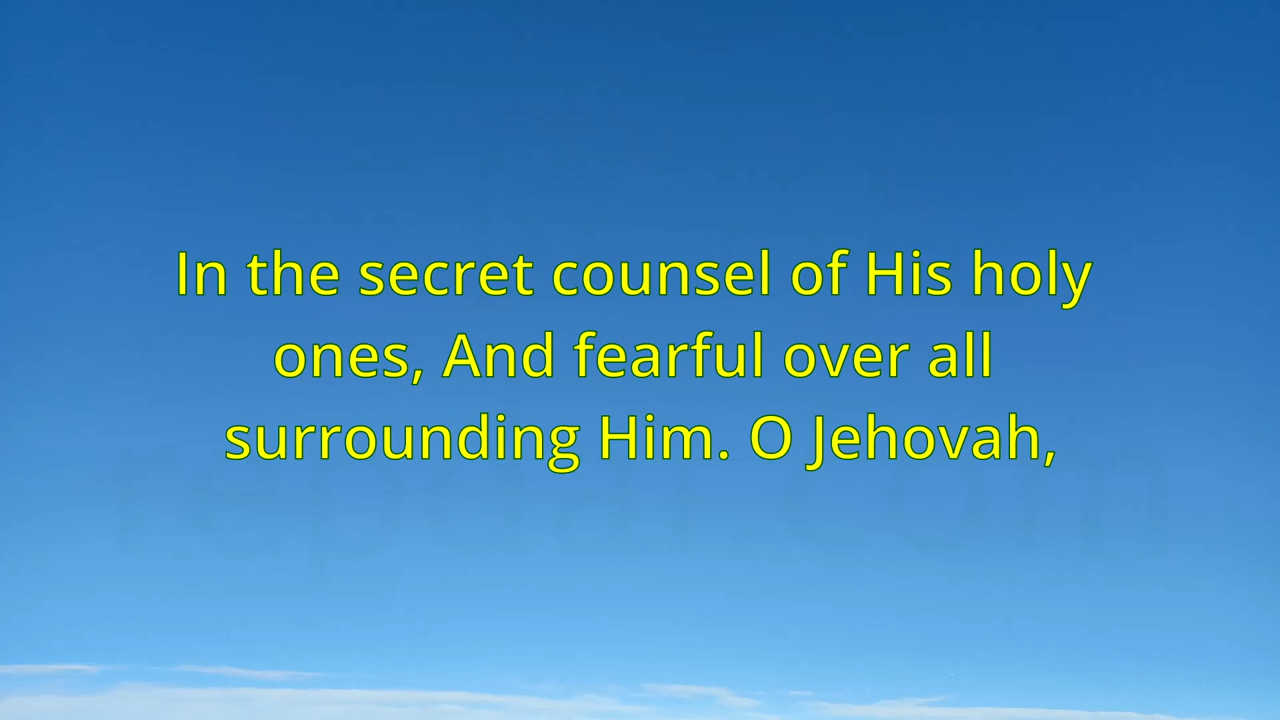 In the secret counsel of His holy
ones, And fearful over all
surrounding Him. O Jehovah,